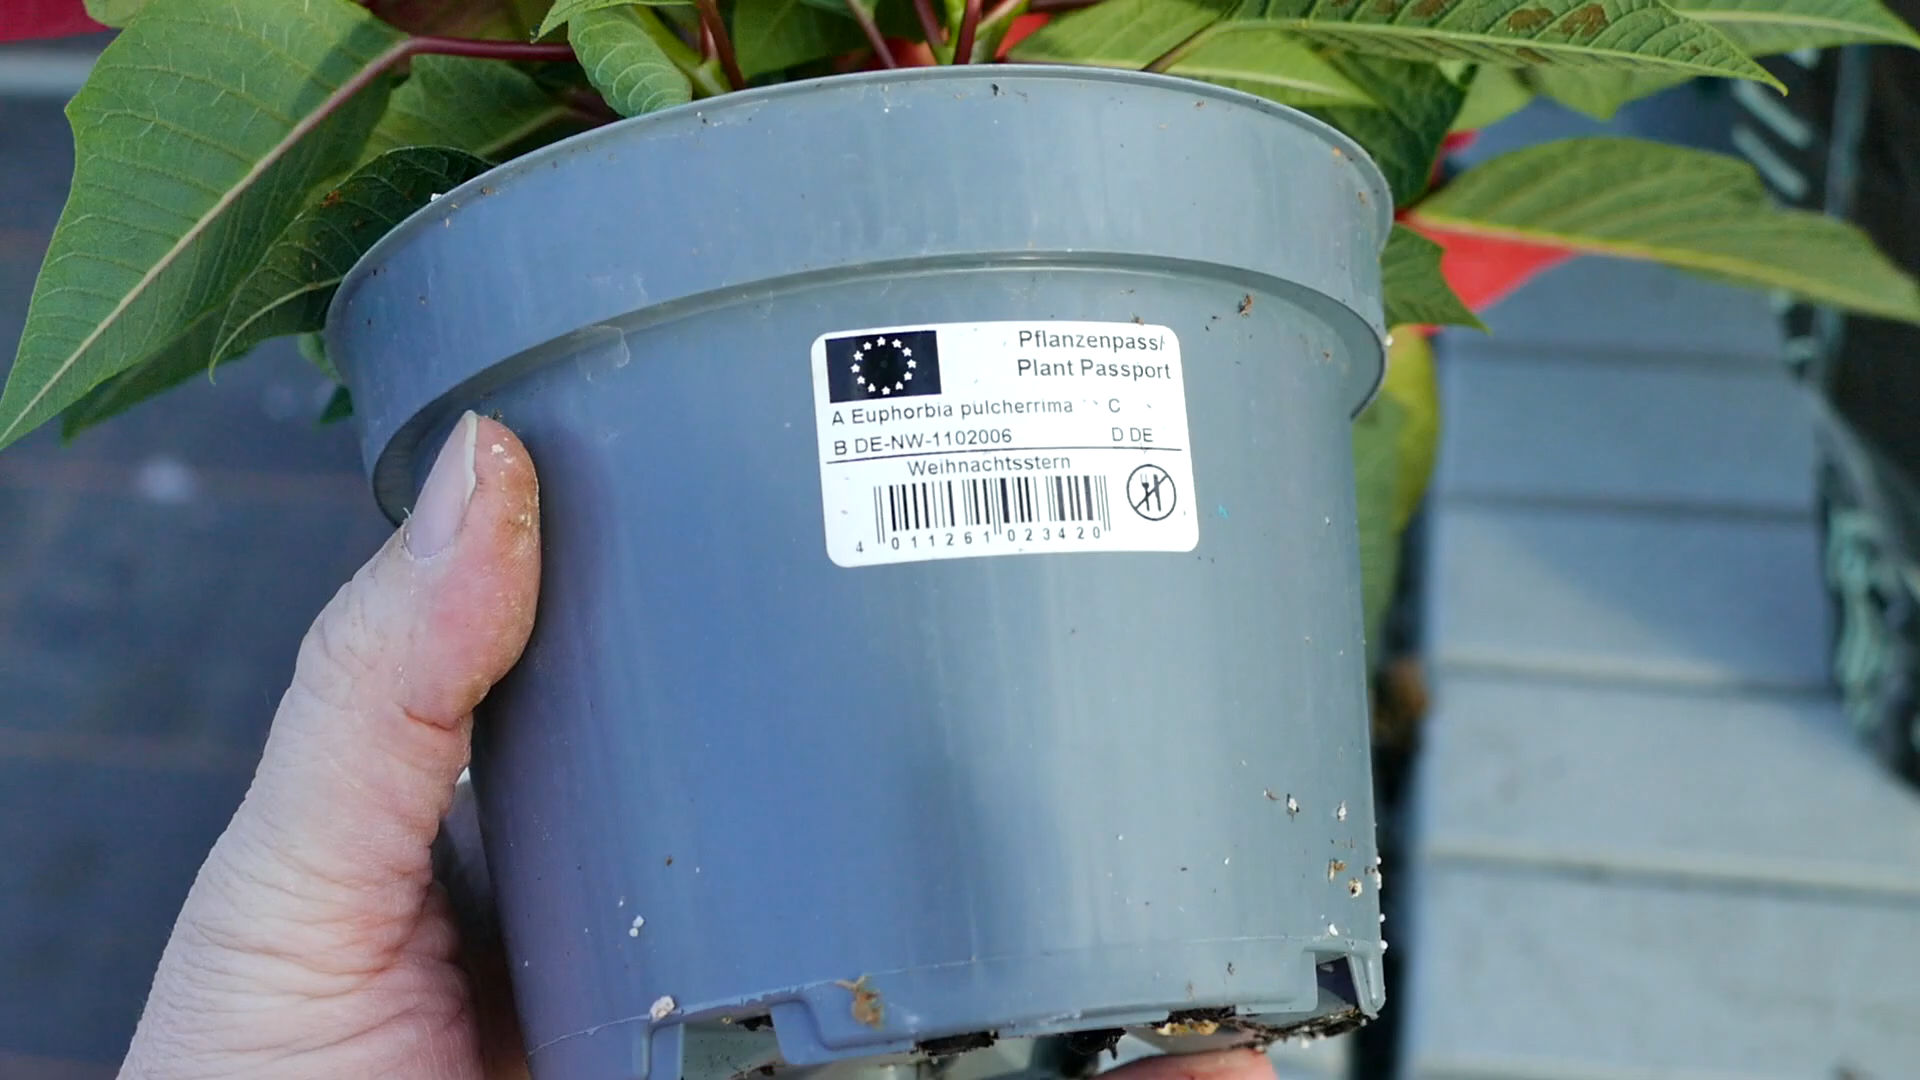 Pflanzenpass/
Plant Passport
A Euphorbia pulcherrima C
B DE-NW-1102006 D DE
Weihnachtsstern
4 011261 023420